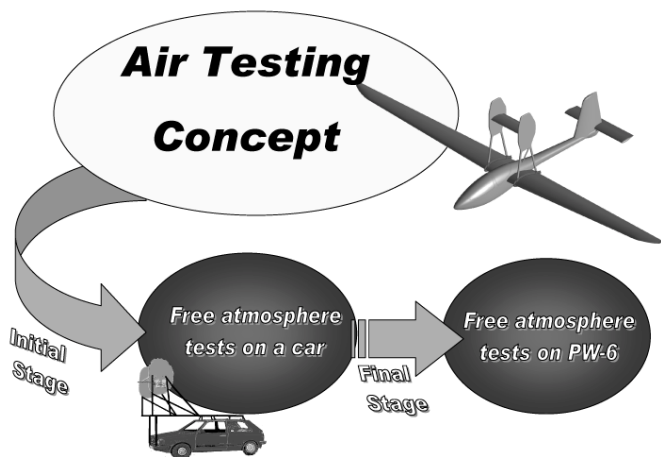 Air Testing
Concept
Initial
Stage
Free atmosphere
tests on a car
Final
Stage
Free atmosphere
tests on PW-6